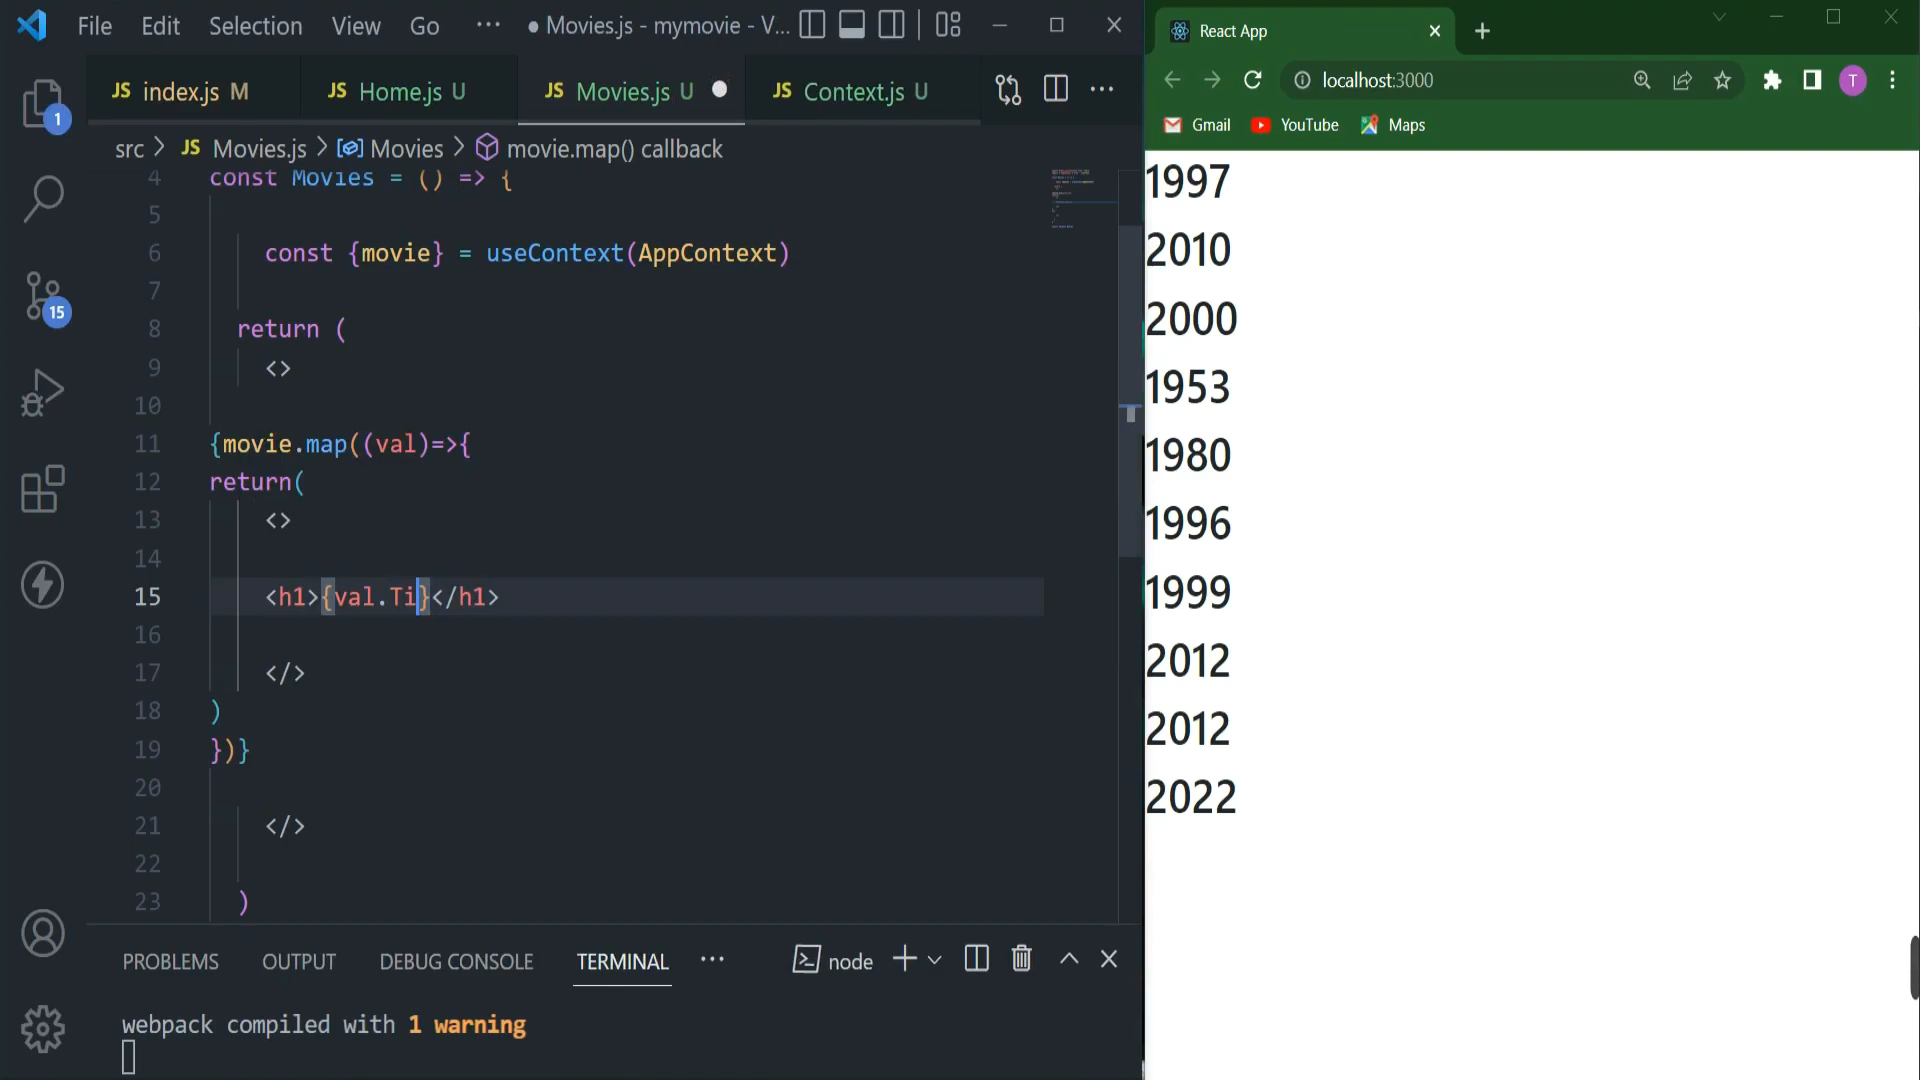 File Edit Selection View Go ··· ● Movies.js - mymovie - V...
JS index.js M JS Home.js U JS Movies.js U JS Context.js U
src > JS Movies.js > Movies > movie.map() callback
4 const Movies = () => {
5
6 const {movie} = useContext(AppContext)
7
8 return (
9 <>
10
11 {movie.map((val)=>{
12 return(
13 <>
14
15 <h1>{val.Ti}</h1>
16
17 </>
18 )
19 })}
20
21 </>
22
23 )
1
15
PROBLEMS OUTPUT DEBUG CONSOLE TERMINAL ··· node
webpack compiled with 1 warning
React App
localhost:3000 T
Gmail YouTube Maps
1997
2010
2000
1953
1980
1996
1999
2012
2012
2022